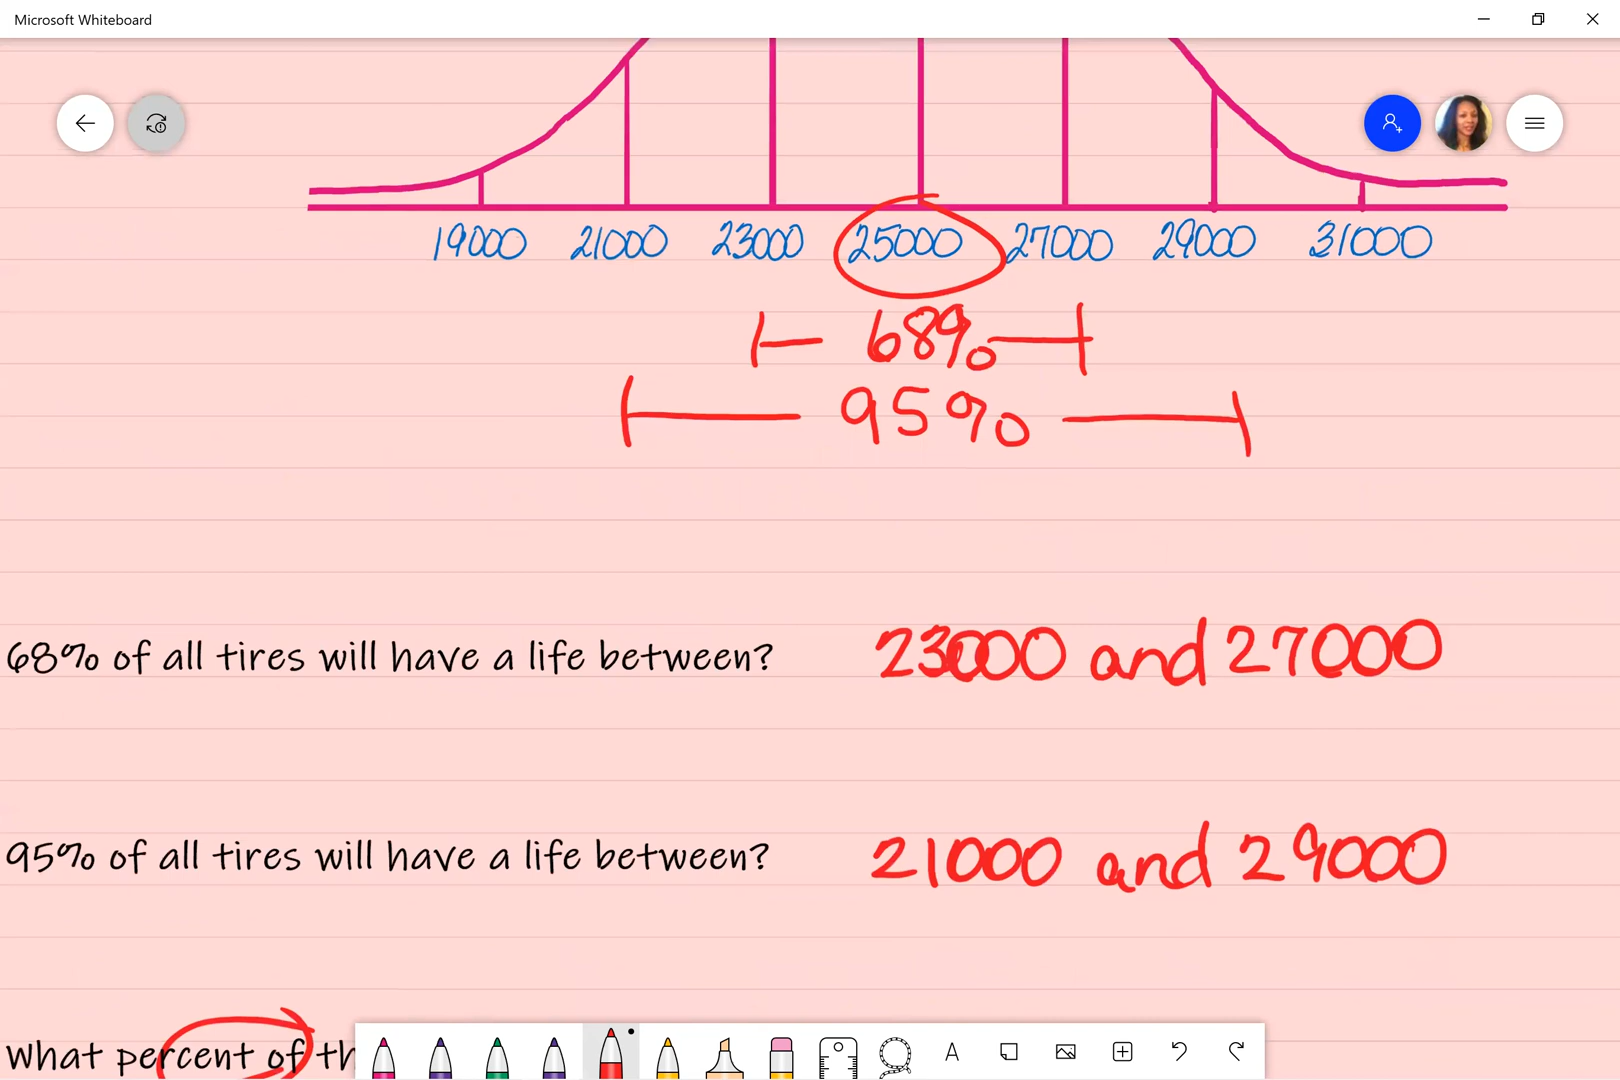 Microsoft Whiteboard
19000 21000 23000 25000 27000 29000 31000
68%
95%
68% of all tires will have a life between? 23000 and 27000
95% of all tires will have a life between? 21000 and 29000
What percent of th
A